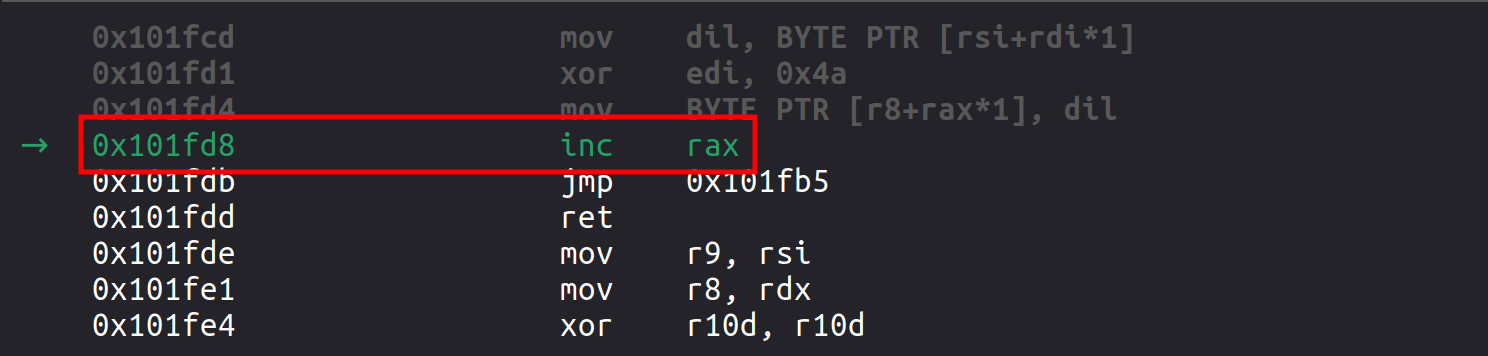 0x101fcd mov dil, BYTE PTR [rsi+rdi*1]
0x101fd1 xor edi, 0x4a
0x101fd4 mov BYTE PTR [r8+rax*1], dil
→ 0x101fd8 inc rax
0x101fdb jmp 0x101fb5
0x101fdd ret
0x101fde mov r9, rsi
0x101fe1 mov r8, rdx
0x101fe4 xor r10d, r10d